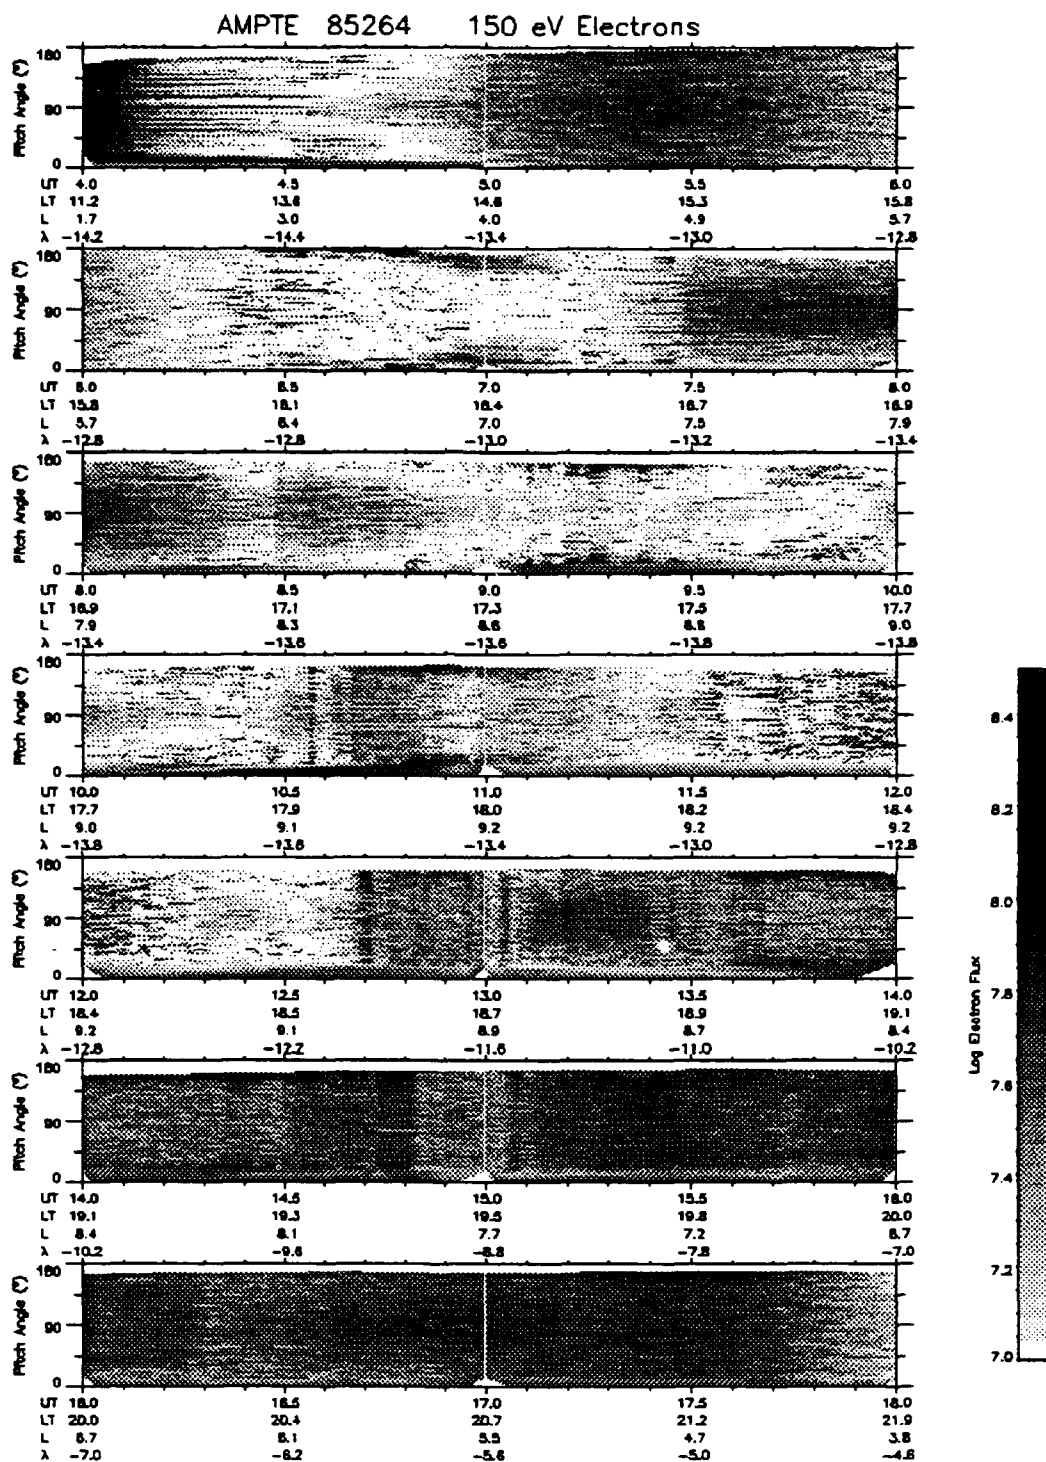 AMPTE 85264 150 eV Electrons
180
Pitch Angle (°)
90
0
UT 4.0 4.5 5.0 5.5 6.0
LT 11.2 13.6 14.6 15.3 15.8
L 1.7 3.0 4.0 4.9 5.7
λ -14.2 -14.4 -13.4 -13.0 -12.8
180
Pitch Angle (°)
90
0
UT 6.0 6.5 7.0 7.5 8.0
LT 15.8 16.1 16.4 16.7 16.9
L 5.7 6.4 7.0 7.5 7.9
λ -12.8 -12.8 -13.0 -13.2 -13.4
180
Pitch Angle (°)
90
0
UT 8.0 8.5 9.0 9.5 10.0
LT 16.9 17.1 17.3 17.5 17.7
L 7.9 8.3 8.6 8.8 9.0
λ -13.4 -13.6 -13.6 -13.8 -13.8
180
Pitch Angle (°)
90
0
UT 10.0 10.5 11.0 11.5 12.0
LT 17.7 17.9 18.0 18.2 18.4
L 9.0 9.1 9.2 9.2 9.2
λ -13.8 -13.6 -13.4 -13.0 -12.8
180
Pitch Angle (°)
90
0
UT 12.0 12.5 13.0 13.5 14.0
LT 18.4 18.5 18.7 18.9 19.1
L 9.2 9.1 8.9 8.7 8.4
λ -12.8 -12.2 -11.6 -11.0 -10.2
180
Pitch Angle (°)
90
0
UT 14.0 14.5 15.0 15.5 16.0
LT 19.1 19.3 19.5 19.8 20.0
L 8.4 8.1 7.7 7.2 6.7
λ -10.2 -9.6 -8.8 -7.8 -7.0
180
Pitch Angle (°)
90
0
UT 16.0 16.5 17.0 17.5 18.0
LT 20.0 20.4 20.7 21.2 21.9
L 6.7 6.1 5.5 4.7 3.8
λ -7.0 -6.2 -5.6 -5.0 -4.6
Log Electron Flux
8.4
8.2
8.0
7.8
7.6
7.4
7.2
7.0